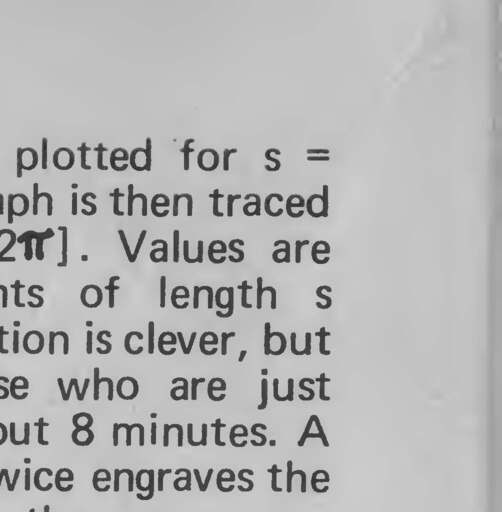 plotted for s =
ph is then traced
2π]. Values are
nts of length s
tion is clever, but
se who are just
out 8 minutes. A
wice engraves the